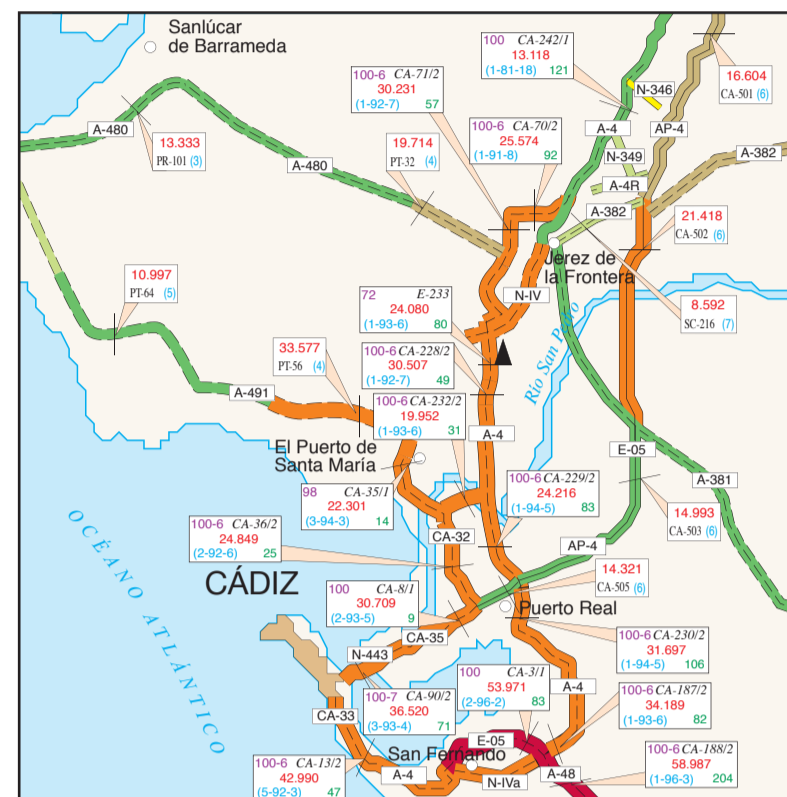 Sanlúcar
de Barrameda
100 CA-242/1
13.118
(1-81-18) 121
16.604
CA-501 (6)
100-6 CA-71/2
30.231
(1-92-7) 57
N-346
A-480
13.333
PR-101 (3)
19.714
PT-32 (4)
100-6 CA-70/2
25.574
(1-91-8) 92
A-4
AP-4
N-349
A-382
A-480
A-4R
A-382
21.418
CA-502 (6)
Jerez de
la Frontera
10.997
PT-64 (5)
72 E-233
24.080
(1-93-6) 80
N-IV
8.592
SC-216 (7)
Río San P
33.577
PT-56 (4)
100-6 CA-228/2
30.507
(1-92-7) 49
A-491
100-6 CA-232/2
19.952
(1-93-6) 31
A-4
El Puerto de
Santa María
E-05
98 CA-35/1
22.301
(3-94-3) 14
100-6 CA-229/2
24.216
(1-94-5) 83
A-381
14.993
CA-503 (6)
OCÉANO ATLÁNTICO
100-6 CA-36/2
24.849
(2-92-6) 25
CA-32
AP-4
CÁDIZ
14.321
CA-505 (6)
100 CA-8/1
30.709
(2-93-5) 9
Puerto Real
CA-35
100-6 CA-230/2
31.697
(1-94-5) 106
N-443
100 CA-3/1
53.971
(2-96-2) 83
A-4
100-7 CA-90/2
36.520
(3-93-4) 71
100-6 CA-187/2
34.189
(1-93-6) 82
CA-33
E-05
San Fernando
100-6 CA-188/2
58.987
(1-96-3) 204
100-6 CA-13/2
42.990
(5-92-3) 47
A-4
N-IVa
A-48